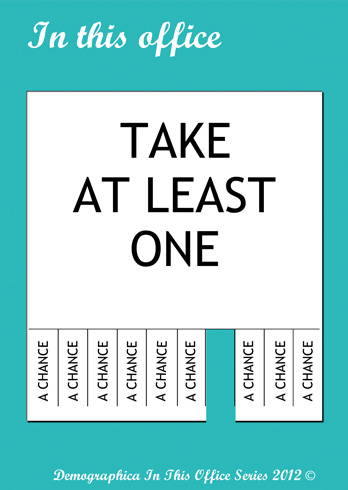 In this office
TAKE
AT LEAST
ONE
A CHANCE
A CHANCE
A CHANCE
A CHANCE
A CHANCE
A CHANCE
A CHANCE
A CHANCE
A CHANCE
Demographica In This Office Series 2012 ©